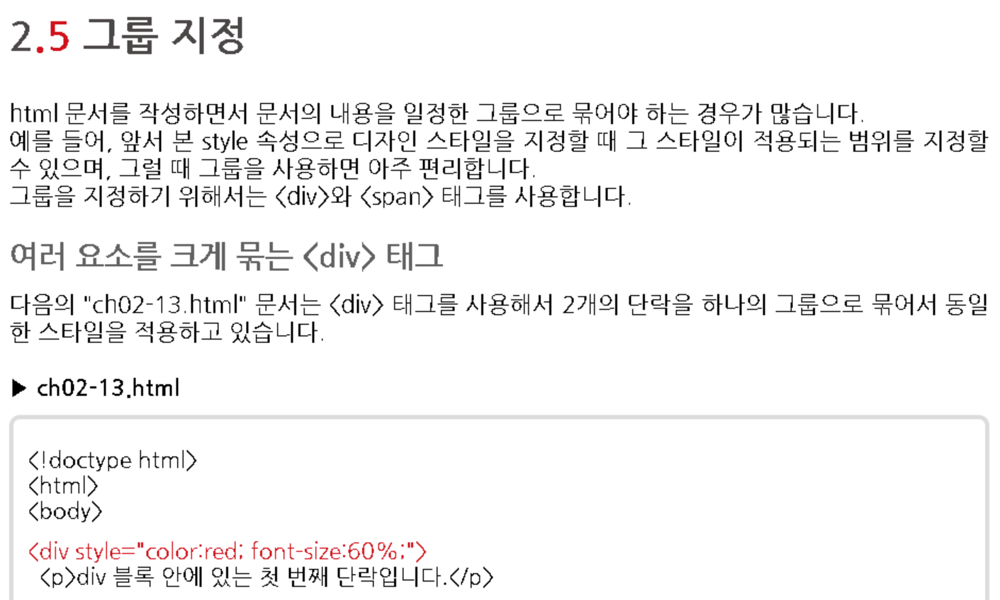 2.5 그룹 지정
html 문서를 작성하면서 문서의 내용을 일정한 그룹으로 묶어야 하는 경우가 많습니다.
예를 들어, 앞서 본 style 속성으로 디자인 스타일을 지정할 때 그 스타일이 적용되는 범위를 지정할
수 있으며, 그럴 때 그룹을 사용하면 아주 편리합니다.
그룹을 지정하기 위해서는 <div>와 <span> 태그를 사용합니다.
여러 요소를 크게 묶는 <div> 태그
다음의 "ch02-13.html" 문서는 <div> 태그를 사용해서 2개의 단락을 하나의 그룹으로 묶어서 동일
한 스타일을 적용하고 있습니다.
▶ ch02-13.html
<!doctype html>
<html>
<body>
<div style="color:red; font-size:60%;">
<p>div 블록 안에 있는 첫 번째 단락입니다.</p>